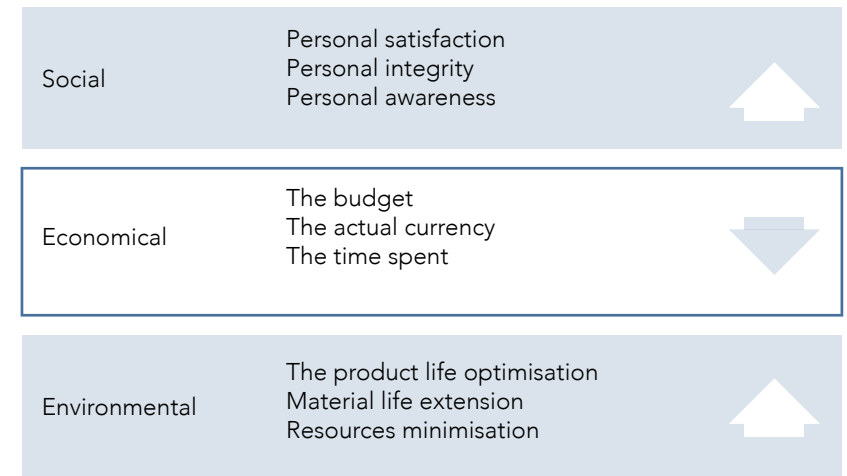 Social
Personal satisfaction
Personal integrity
Personal awareness
Economical
The budget
The actual currency
The time spent
Environmental
The product life optimisation
Material life extension
Resources minimisation